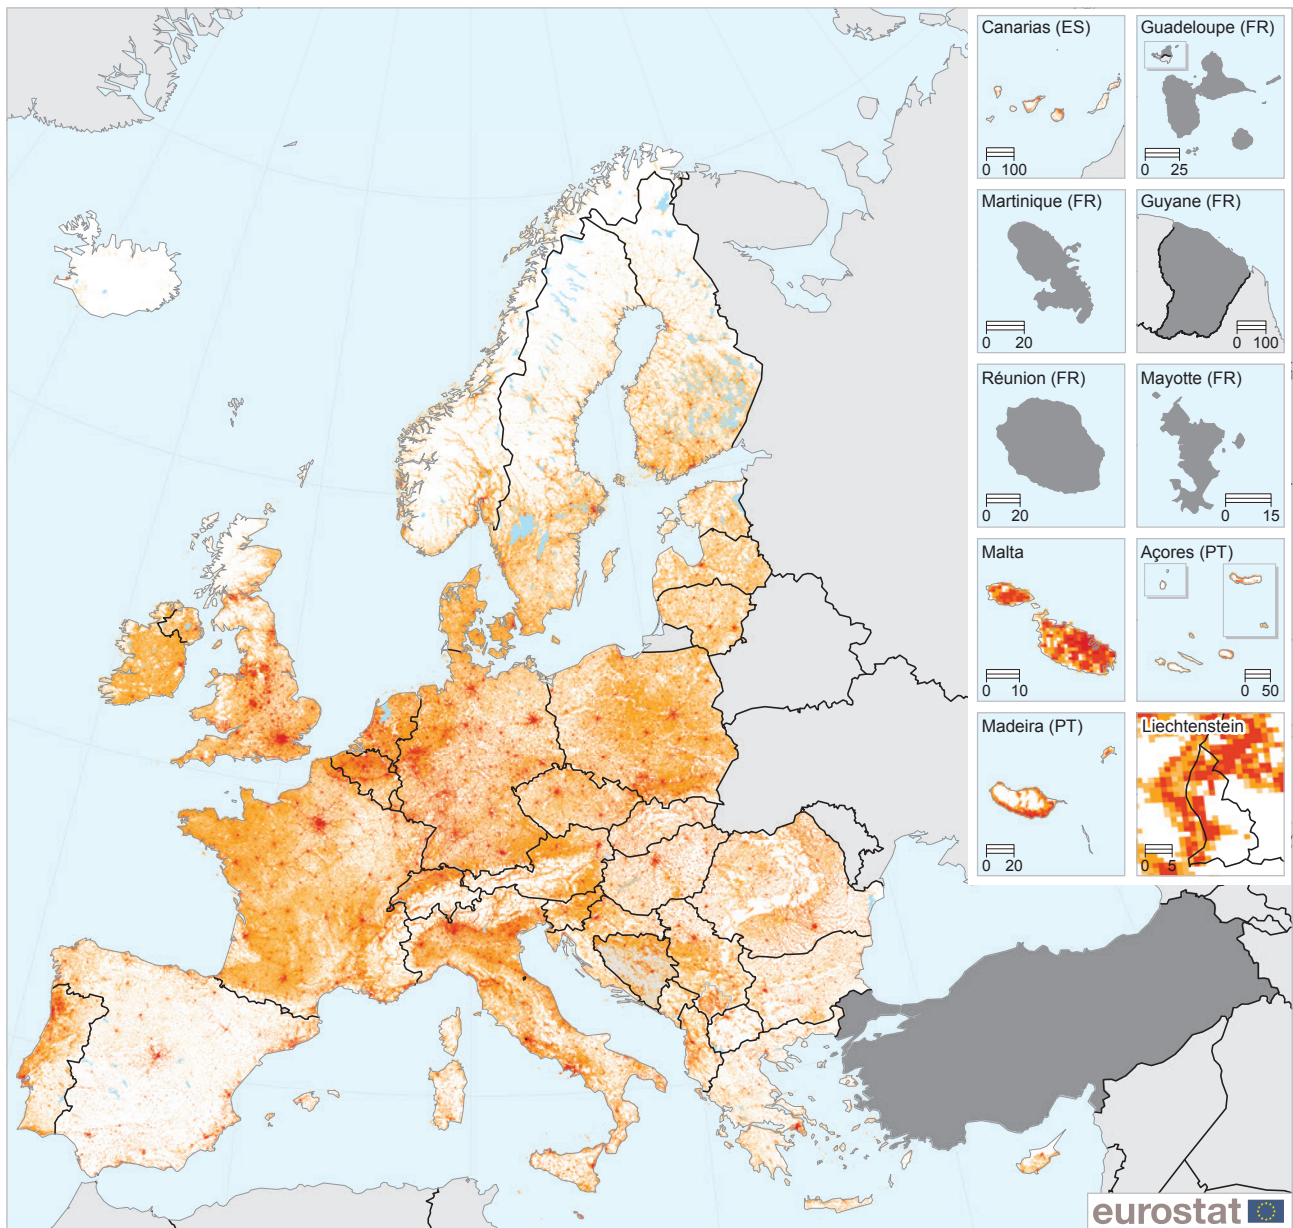 Canarias (ES)
0 100
Guadeloupe (FR)
0 25
Martinique (FR)
0 20
Guyane (FR)
0 100
Réunion (FR)
0 20
Mayotte (FR)
0 15
Malta
0 10
Açores (PT)
0 50
Madeira (PT)
0 20
Liechtenstein
0 5
eurostat